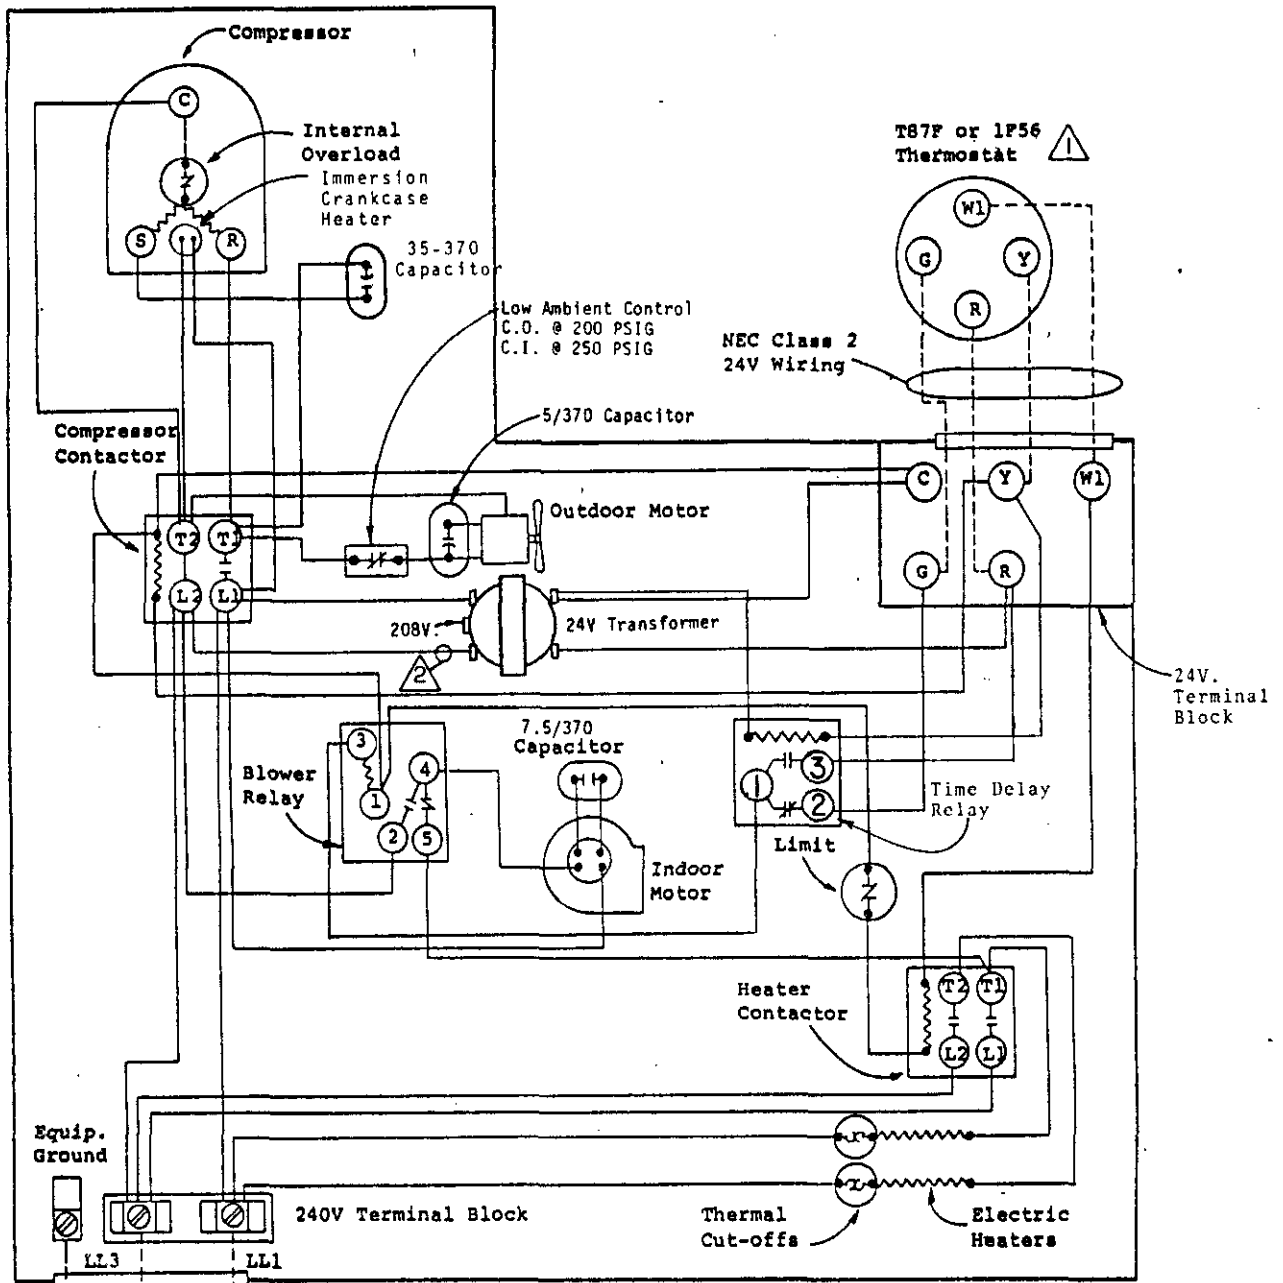 Compressor
C
Internal
Overload
Immersion
Crankcase
Heater
S
R
35-370
Capacitor
T87F or 1F56
Thermostat
1
W1
G
Y
R
Low Ambient Control
C.O. @ 200 PSIG
C.I. @ 250 PSIG
NEC Class 2
24V Wiring
5/370 Capacitor
Compressor
Contactor
Outdoor Motor
C
Y
W1
T2
T1
G
R
L2
L1
208V.
24V Transformer
2
24V.
Terminal
Block
7.5/370
Capacitor
3
4
Blower
Relay
1
2
5
1
3
2
Time Delay
Relay
Limit
Indoor
Motor
Heater
Contactor
T2
T1
L2
L1
Equip.
Ground
240V Terminal Block
Thermal
Cut-offs
Electric
Heaters
LL3
LL1